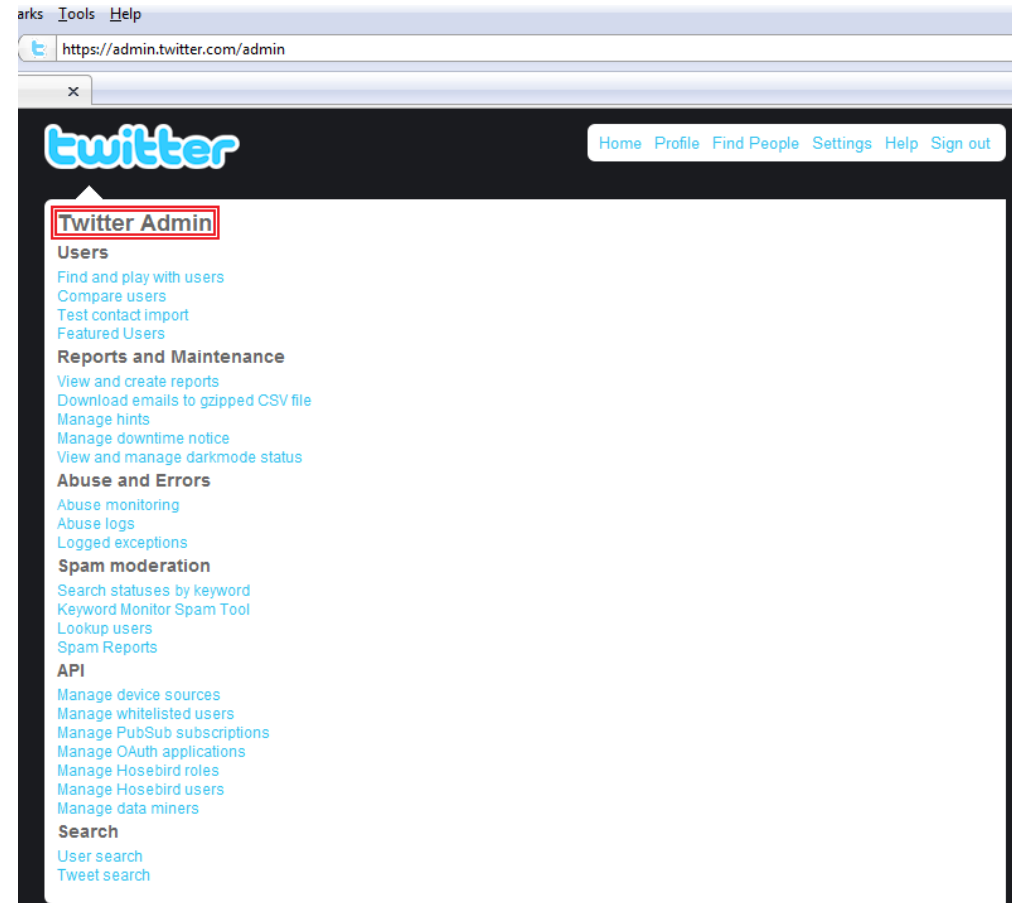 arks Tools Help
https://admin.twitter.com/admin
twitter
Home Profile Find People Settings Help Sign out
Twitter Admin
Users
Find and play with users
Compare users
Test contact import
Featured Users
Reports and Maintenance
View and create reports
Download emails to gzipped CSV file
Manage hints
Manage downtime notice
View and manage darkmode status
Abuse and Errors
Abuse monitoring
Abuse logs
Logged exceptions
Spam moderation
Search statuses by keyword
Keyword Monitor Spam Tool
Lookup users
Spam Reports
API
Manage device sources
Manage whitelisted users
Manage PubSub subscriptions
Manage OAuth applications
Manage Hosebird roles
Manage Hosebird users
Manage data miners
Search
User search
Tweet search